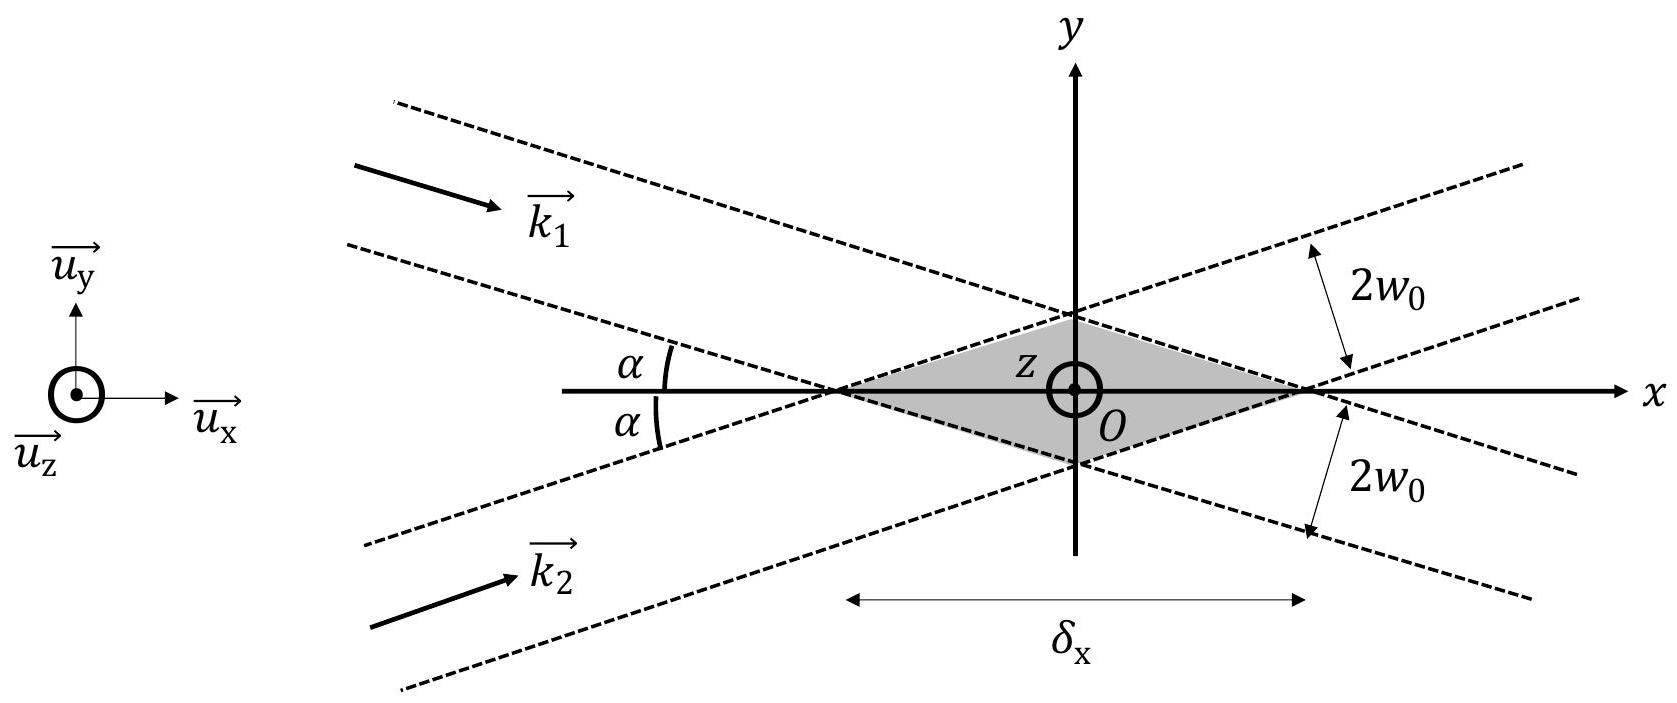 y
k₁
u_y
2w₀
α
z
x
u_x
α
O
u_z
2w₀
k₂
δ_x